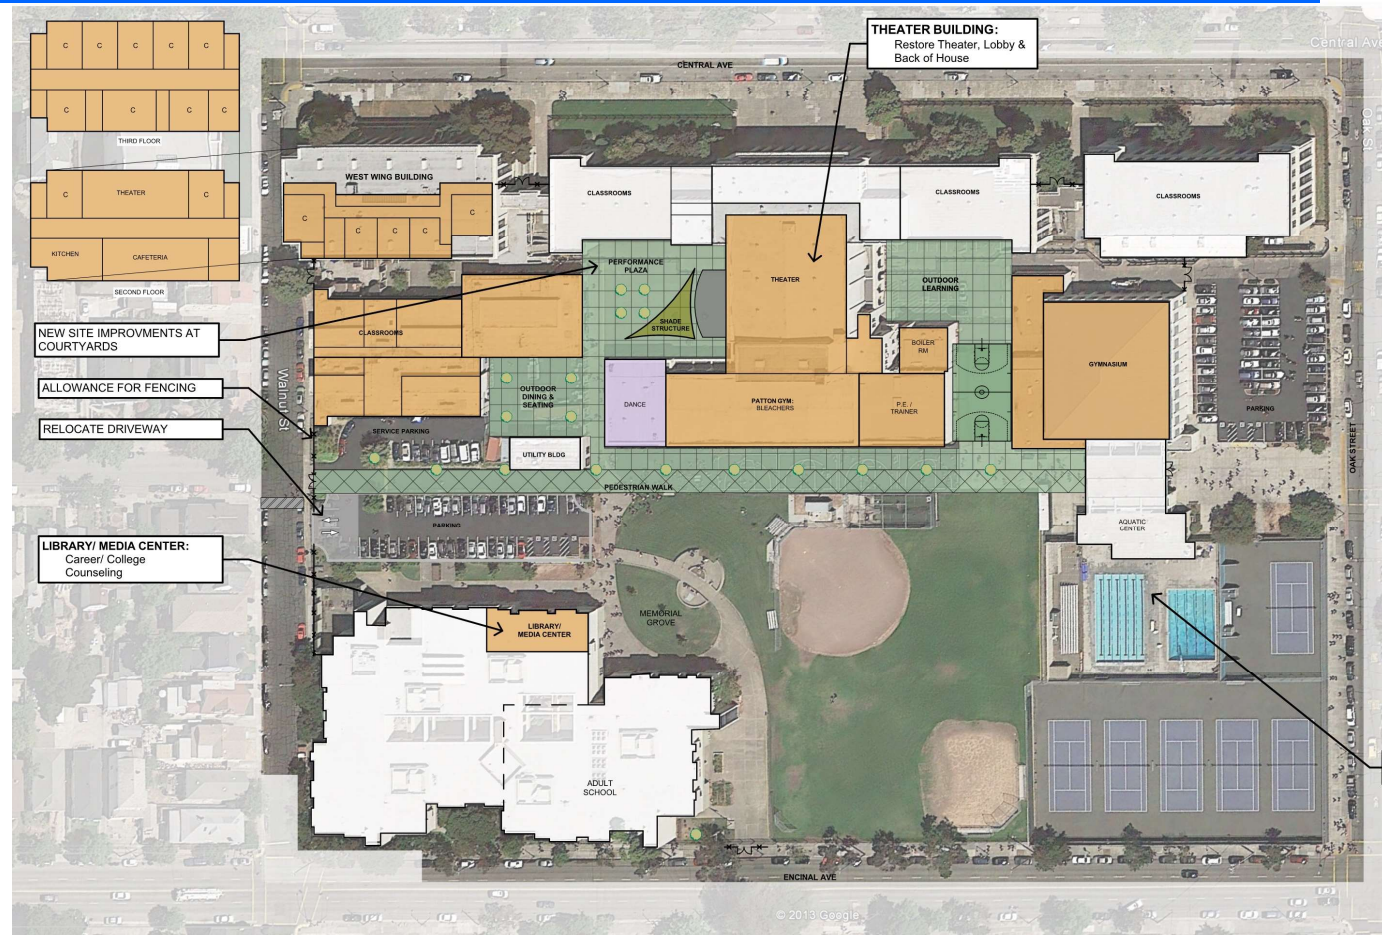 THEATER BUILDING:
Restore Theater, Lobby &
Back of House
Central Ave
CENTRAL AVE
Oak St
C C C C C
C C C C
THIRD FLOOR
C THEATER C
KITCHEN CAFETERIA
SECOND FLOOR
WEST WING BUILDING
C C C C C
CLASSROOMS
CLASSROOMS
CLASSROOMS
PERFORMANCE
PLAZA
THEATER
OUTDOOR
LEARNING
SHADE
STRUCTURE
NEW SITE IMPROVMENTS AT
COURTYARDS
CLASSROOMS
BOILER
RM
GYMNASIUM
ALLOWANCE FOR FENCING
Walnut St
OUTDOOR
DINING &
SEATING
DANCE
PATTON GYM:
BLEACHERS
P.E. /
TRAINER
PARKING
RELOCATE DRIVEWAY
SERVICE PARKING
OAK STREET
UTILITY BLDG
PEDESTRIAN WALK
PARKING
AQUATIC
CENTER
LIBRARY/ MEDIA CENTER:
Career/ College
Counseling
MEMORIAL
GROVE
LIBRARY/
MEDIA CENTER
ADULT
SCHOOL
ENCINAL AVE
© 2013 Google